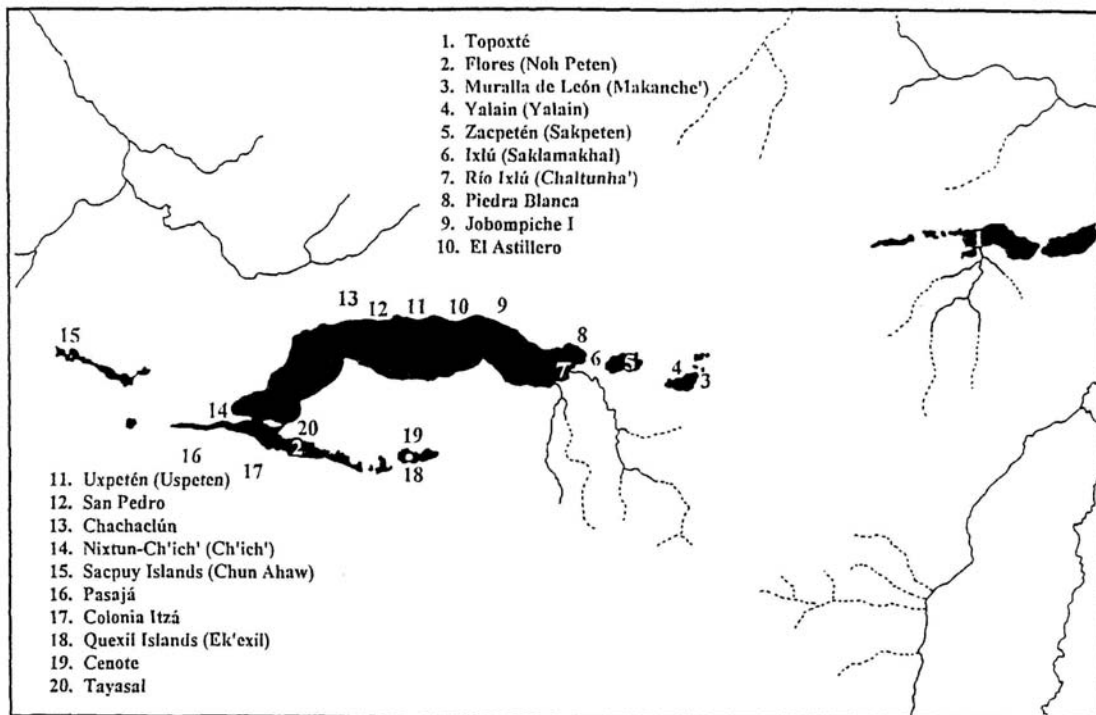 1. Topoxté
2. Flores (Noh Peten)
3. Muralla de León (Makanche')
4. Yalain (Yalain)
5. Zacpetén (Sakpeten)
6. Ixlú (Saklamakhal)
7. Río Ixlú (Chaltunha')
8. Piedra Blanca
9. Jobompiche I
10. El Astillero
1
13 12 11 10 9
15
8
7 6 5 4 3
14
20
2
19
16
17
18
11. Uxpetén (Uspeten)
12. San Pedro
13. Chachaclún
14. Nixtun-Ch'ich' (Ch'ich')
15. Sacpuy Islands (Chun Ahaw)
16. Pasajá
17. Colonia Itzá
18. Quexil Islands (Ek'exil)
19. Cenote
20. Tayasal